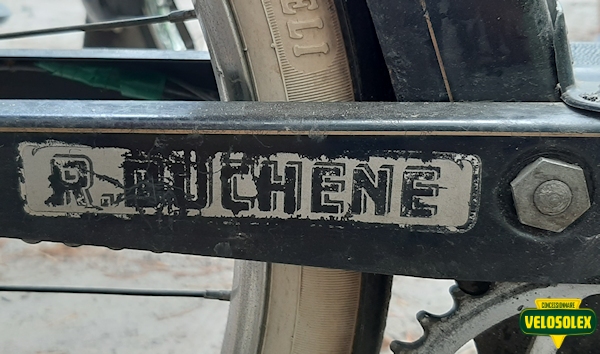 ELLI
R. DUCHENE
CONCESSIONNAIRE
VELOSOLEX